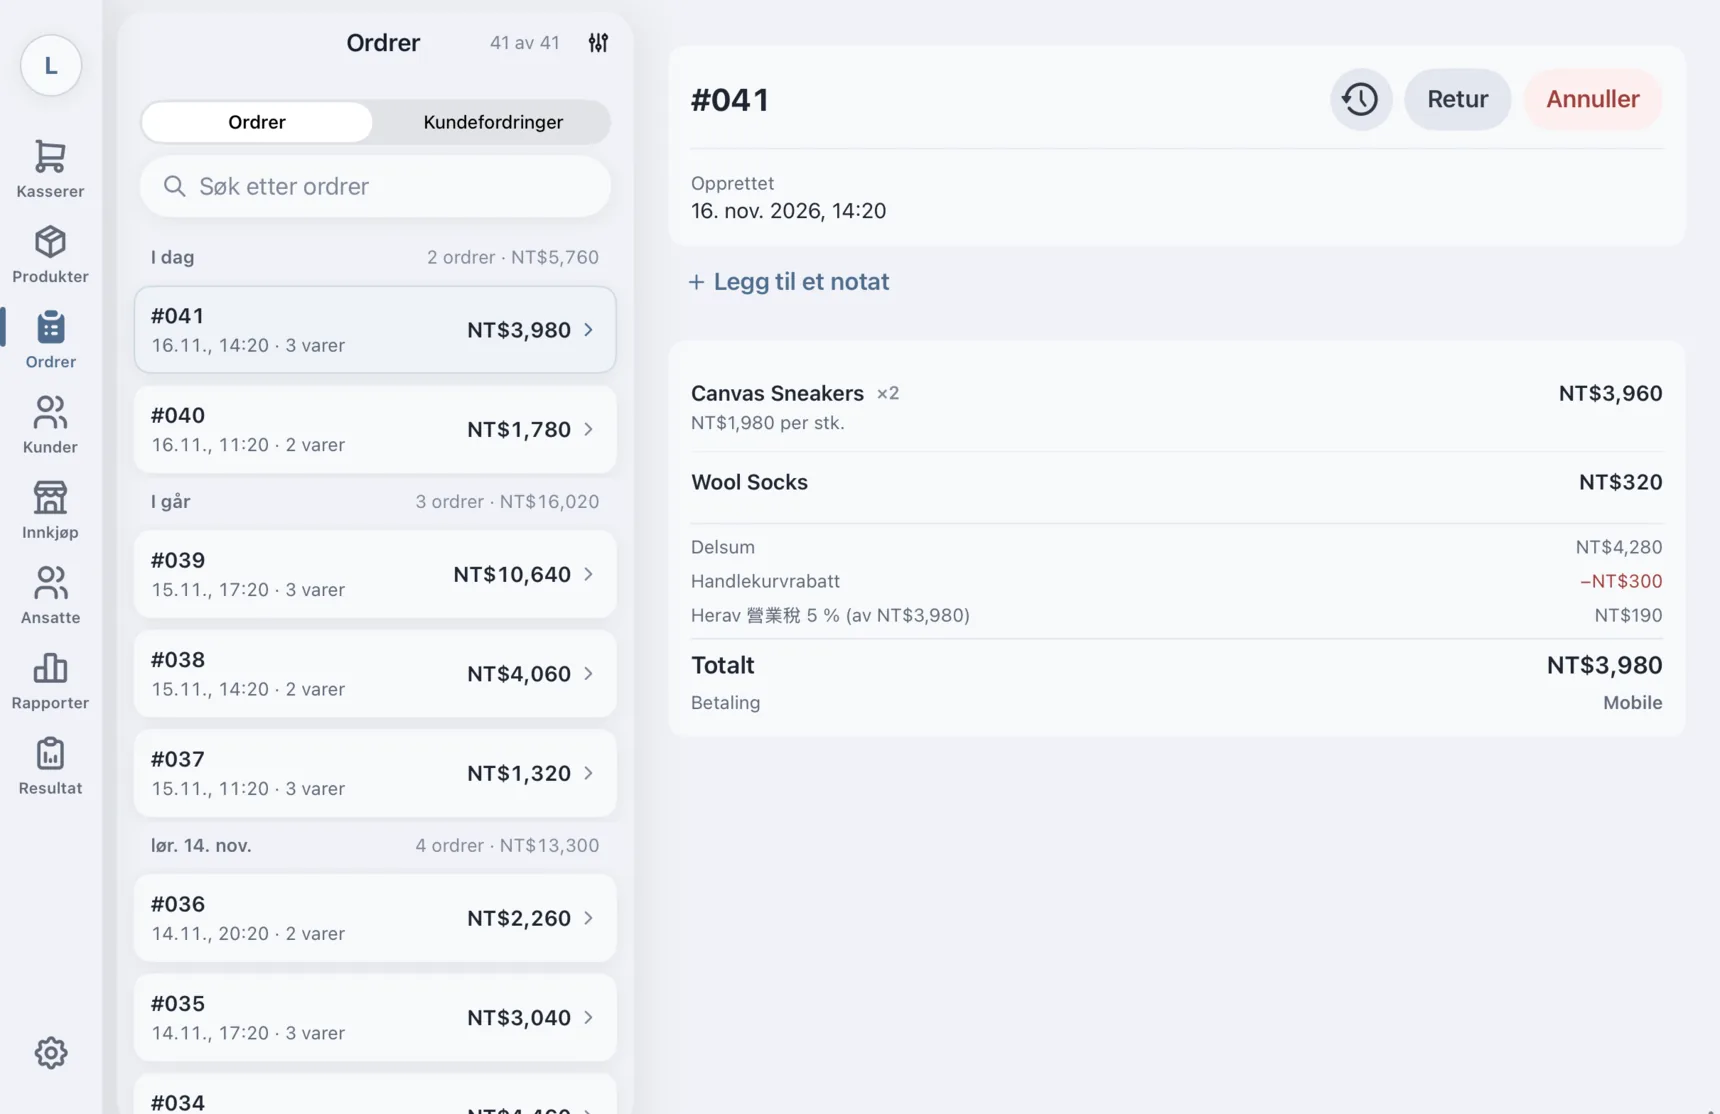 L
Kasserer
Produkter
Ordrer
Kunder
Innkjøp
Ansatte
Rapporter
Resultat
Ordrer
41 av 41
Ordrer
Kundefordringer
Søk etter ordrer
I dag
2 ordrer · NT$5,760
#041
NT$3,980
16.11., 14:20 · 3 varer
#040
NT$1,780
16.11., 11:20 · 2 varer
I går
3 ordrer · NT$16,020
#039
NT$10,640
15.11., 17:20 · 3 varer
#038
NT$4,060
15.11., 14:20 · 2 varer
#037
NT$1,320
15.11., 11:20 · 3 varer
lør. 14. nov.
4 ordrer · NT$13,300
#036
NT$2,260
14.11., 20:20 · 2 varer
#035
NT$3,040
14.11., 17:20 · 3 varer
#034
#041
Retur
Annuller
Opprettet
16. nov. 2026, 14:20
+ Legg til et notat
Canvas Sneakers ×2
NT$3,960
NT$1,980 per stk.
Wool Socks
NT$320
Delsum
NT$4,280
Handlekurvrabatt
−NT$300
Herav 營業稅 5 % (av NT$3,980)
NT$190
Totalt
NT$3,980
Betaling
Mobile